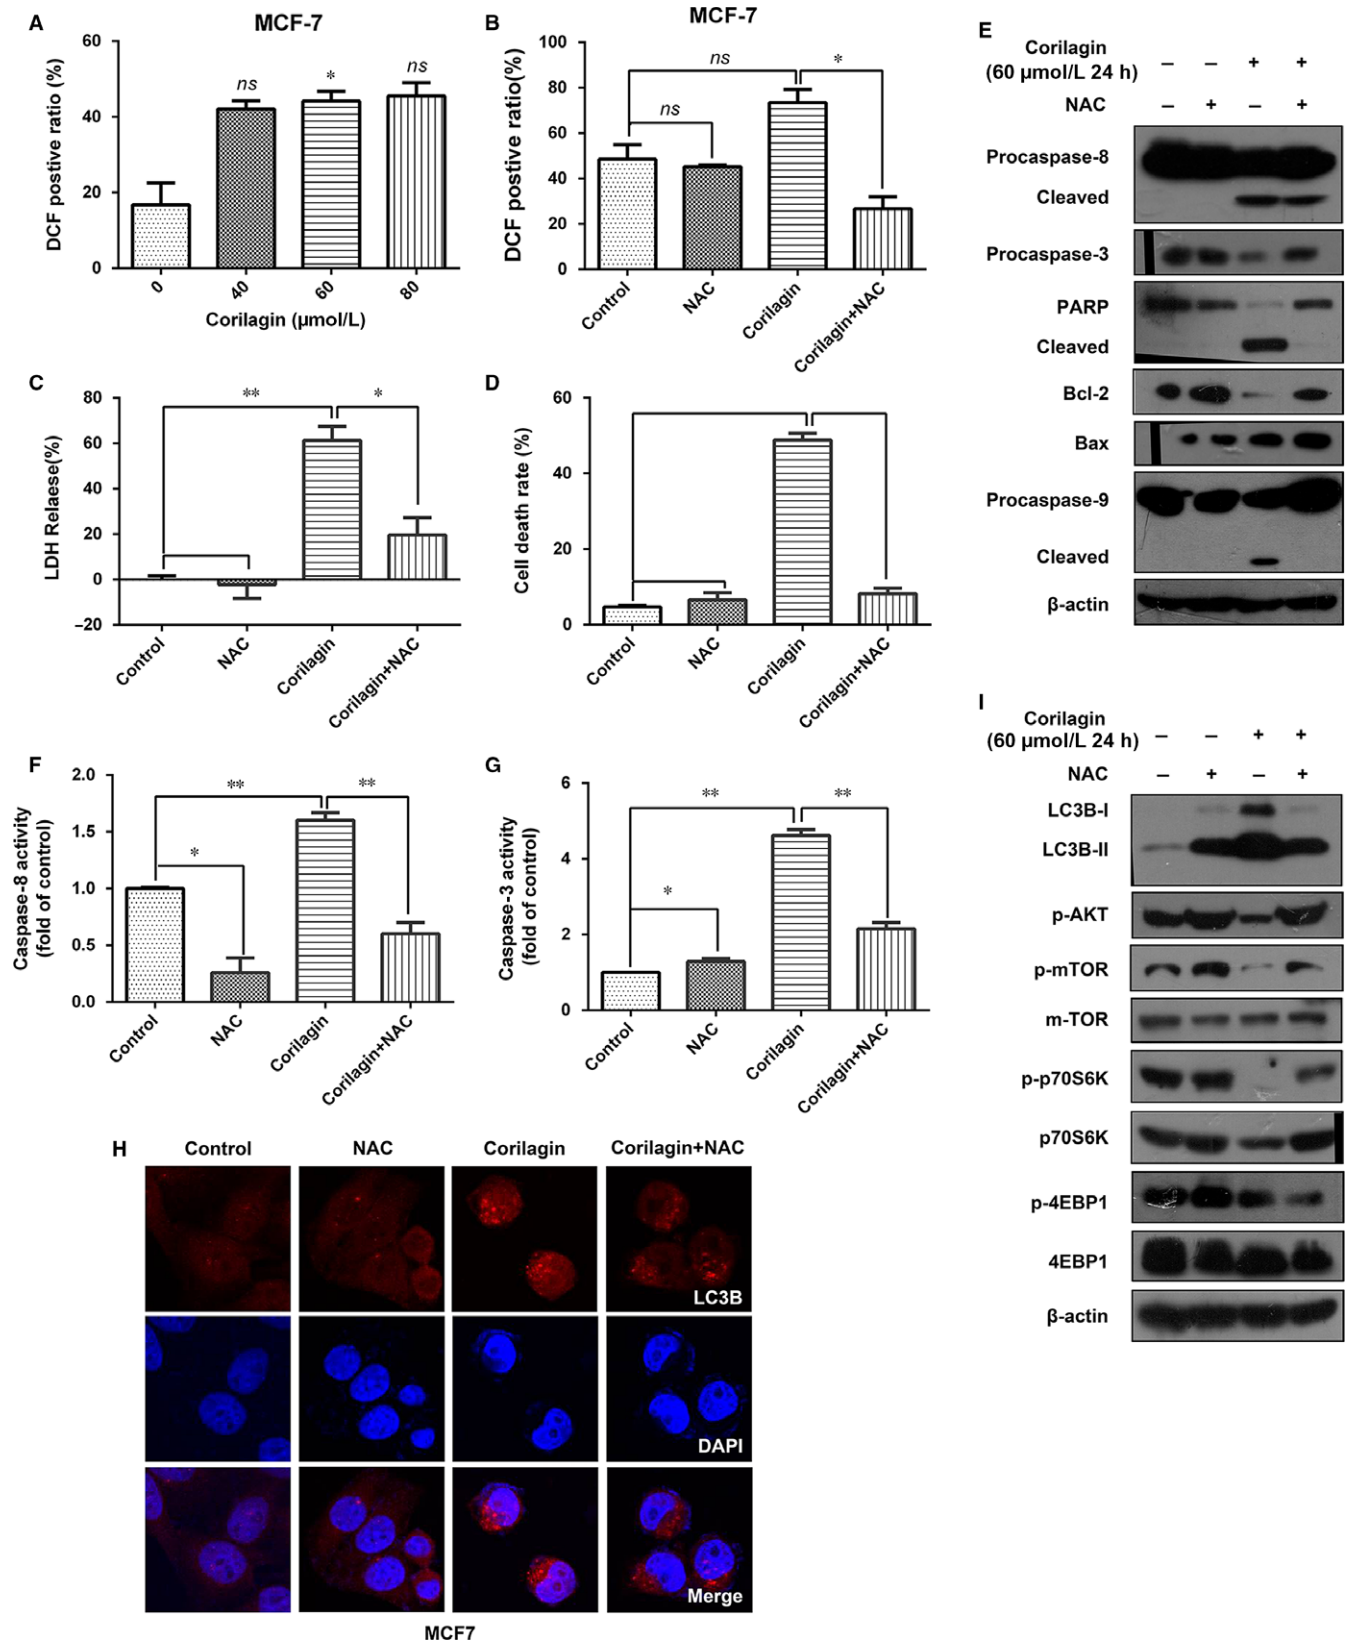 A
MCF-7
DCF postive ratio (%)
60
40
20
0
ns
*
ns
0
40
60
80
Corilagin (µmol/L)
B
MCF-7
DCF postive ratio(%)
100
80
60
40
20
0
ns
*
ns
Control
NAC
Corilagin
Corilagin+NAC
C
LDH Relaese(%)
80
60
40
20
0
–20
**
*
Control
NAC
Corilagin
Corilagin+NAC
D
Cell death rate (%)
60
40
20
0
Control
NAC
Corilagin
Corilagin+NAC
E
Corilagin
(60 µmol/L 24 h)
– – + +
NAC
– + – +
Procaspase-8
Cleaved
Procaspase-3
PARP
Cleaved
Bcl-2
Bax
Procaspase-9
Cleaved
β-actin
F
Caspase-8 activity
(fold of control)
2.0
1.5
1.0
0.5
0.0
**
**
*
Control
NAC
Corilagin
Corilagin+NAC
G
Caspase-3 activity
(fold of control)
6
4
2
0
**
**
*
Control
NAC
Corilagin
Corilagin+NAC
H
Control
NAC
Corilagin
Corilagin+NAC
LC3B
DAPI
Merge
MCF7
I
Corilagin
(60 µmol/L 24 h)
– – + +
NAC
– + – +
LC3B-I
LC3B-II
p-AKT
p-mTOR
m-TOR
p-p70S6K
p70S6K
p-4EBP1
4EBP1
β-actin